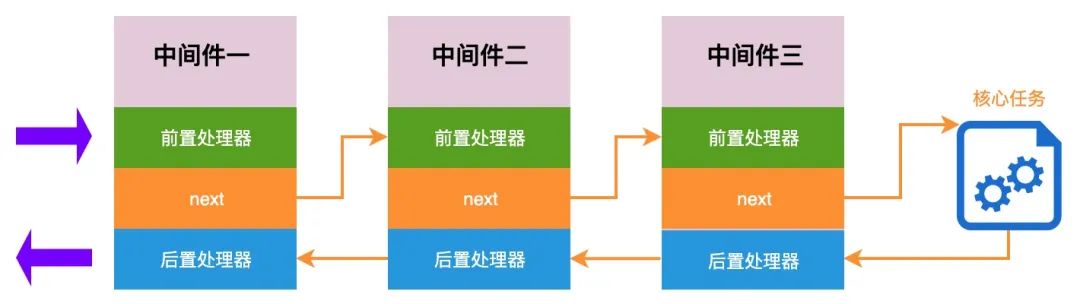 中间件一
中间件二
中间件三
核心任务
前置处理器
前置处理器
前置处理器
next
next
next
后置处理器
后置处理器
后置处理器